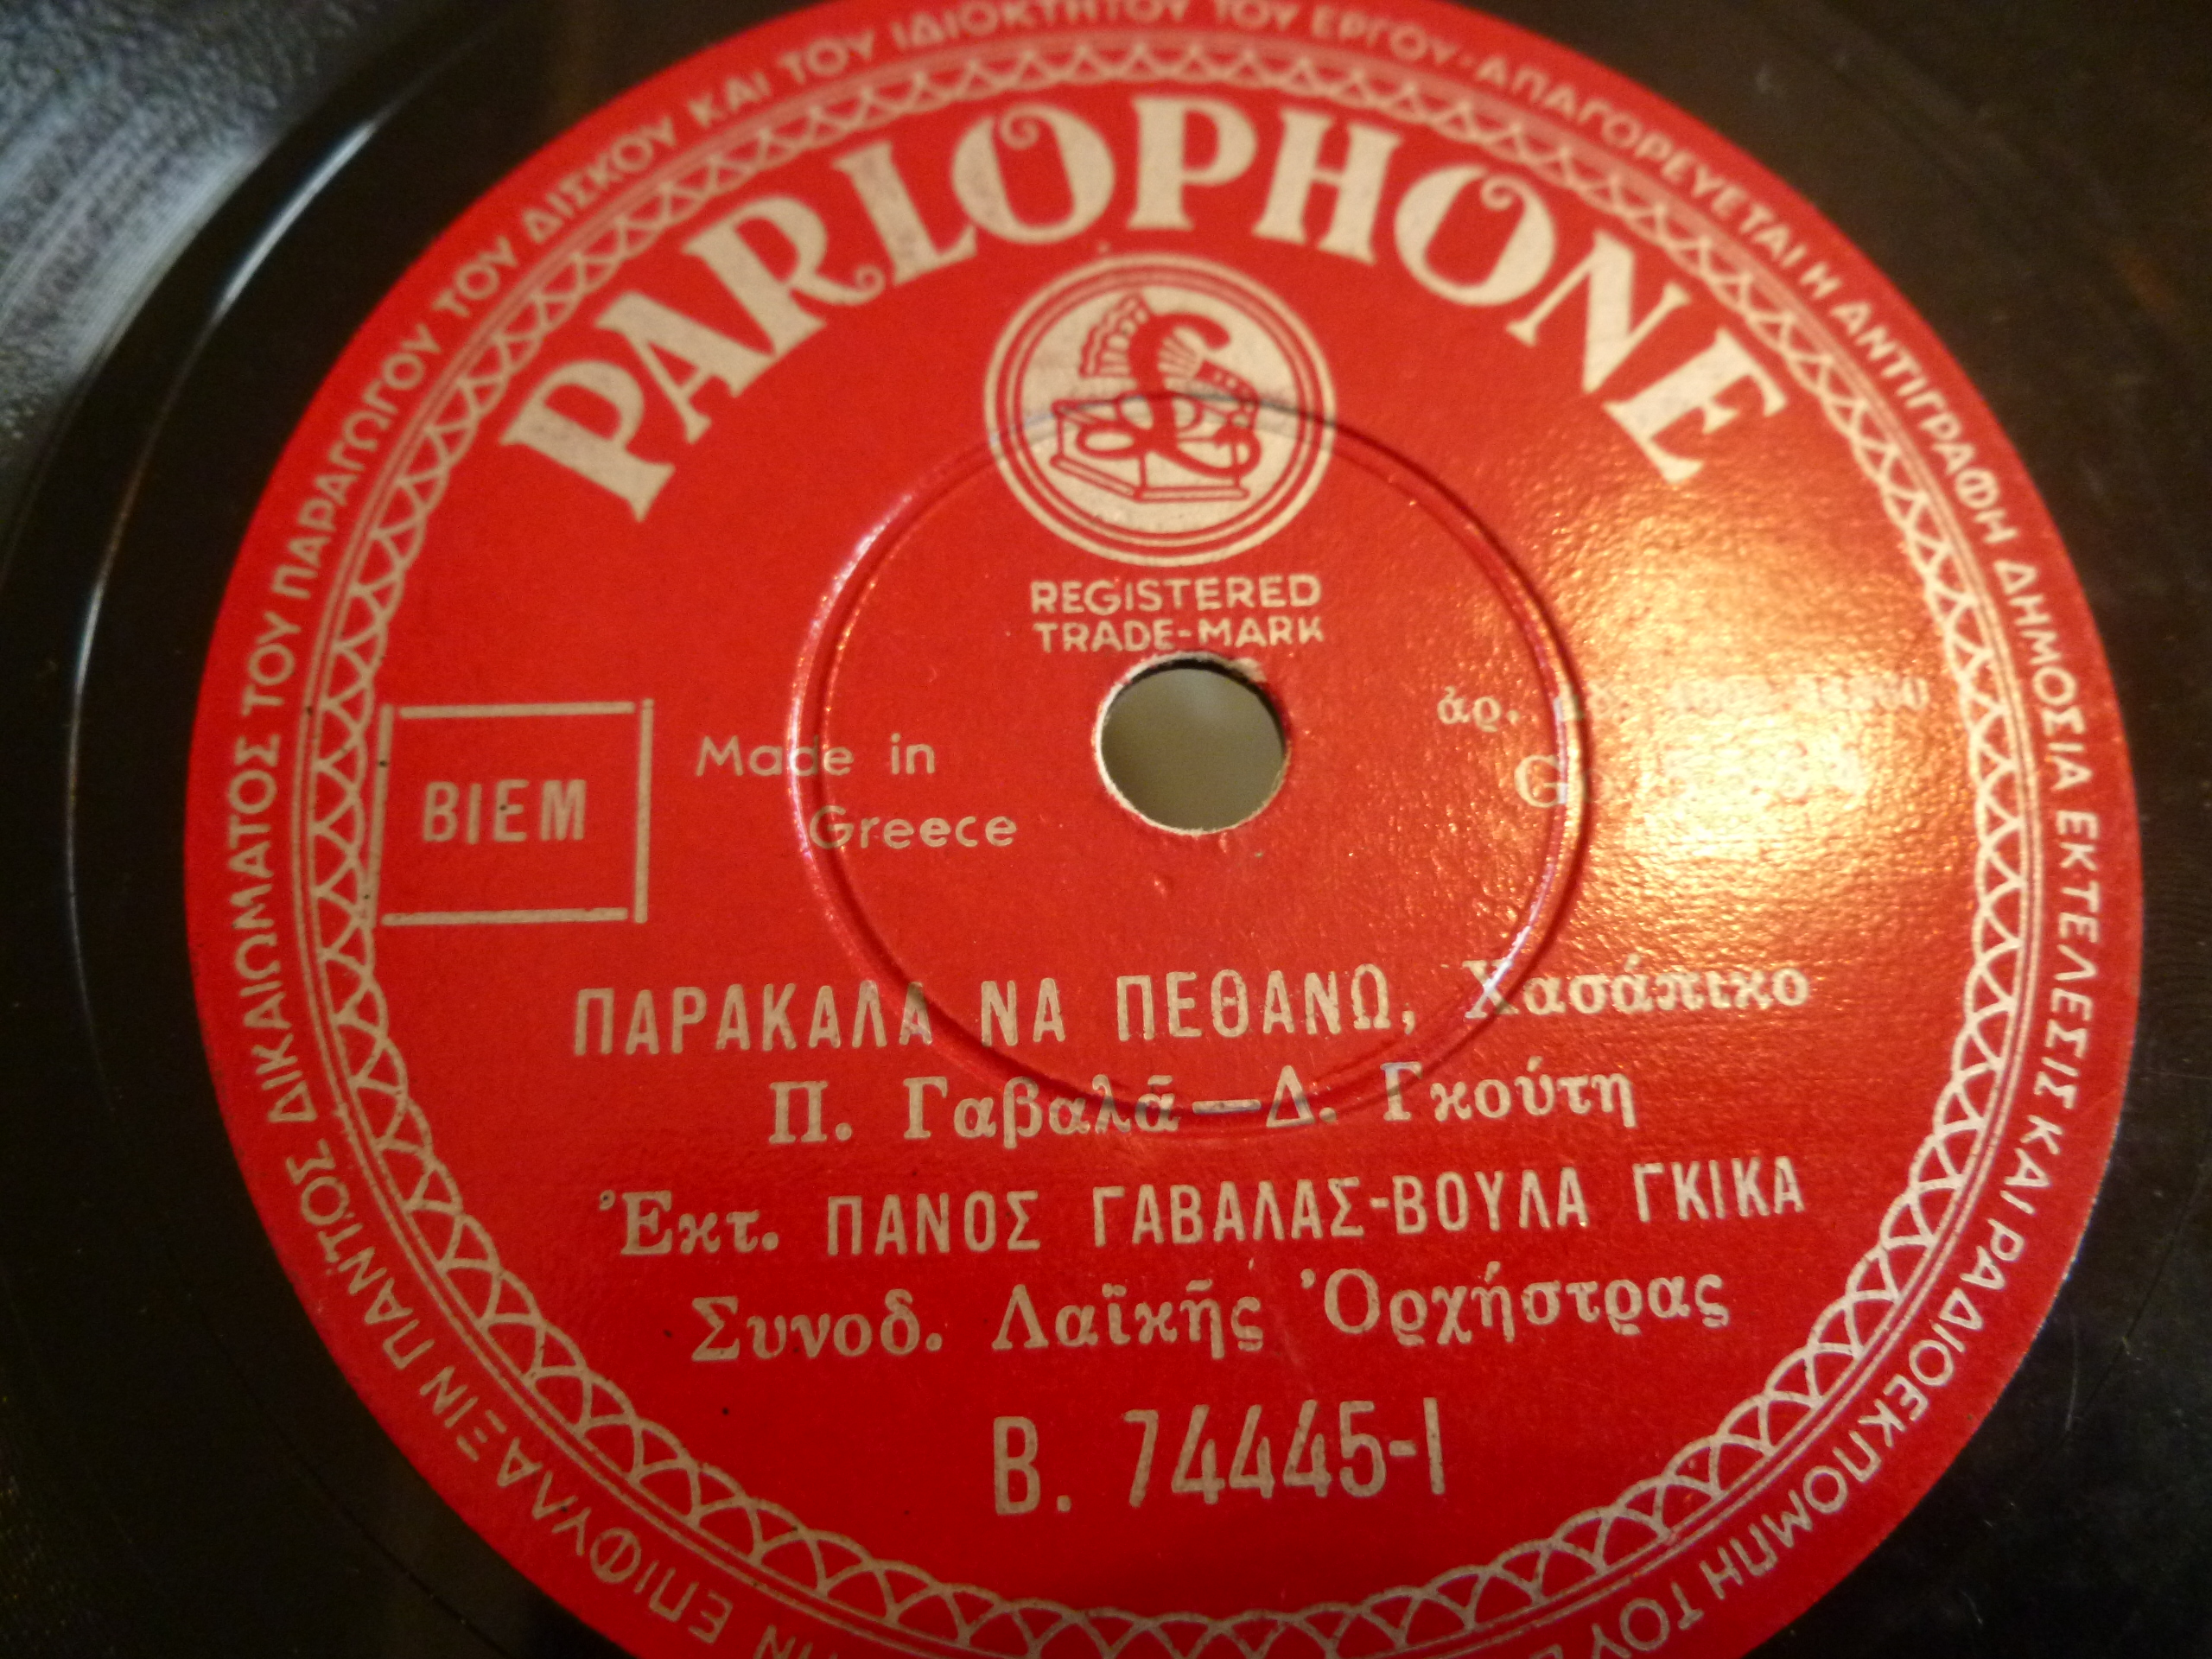 PARLOPHONE
REGISTERED
TRADE-MARK
BIEM
Made in
Greece
ἀρ.
ΠΑΡΑΚΑΛΑ ΝΑ ΠΕΘΑΝΩ, Χασάπικο
Π. Γαβαλᾶ—Δ. Γκούτη
Ἐκτ. ΠΑΝΟΣ ΓΑΒΑΛΑΣ-ΒΟΥΛΑ ΓΚΙΚΑ
Συνοδ. Λαϊκῆς Ὀρχήστρας
B. 74445-I
ΕΠΙΦΥΛΑΞΙΝ ΠΑΝΤΟΣ ΔΙΚΑΙΩΜΑΤΟΣ ΤΟΥ ΠΑΡΑΓΩΓΟΥ ΤΟΥ ΔΙΣΚΟΥ ΚΑΙ ΤΟΥ ΙΔΙΟΚΤΗΤΟΥ ΤΟΥ ΕΡΓΟΥ-ΑΠΑΓΟΡΕΥΕΤΑΙ Η ΑΝΤΙΓΡΑΦΗ ΔΗΜΟΣΙΑ ΕΚΤΕΛΕΣΙΣ ΚΑΙ ΡΑΔΙΟΕΚΠΟΜΠΗ